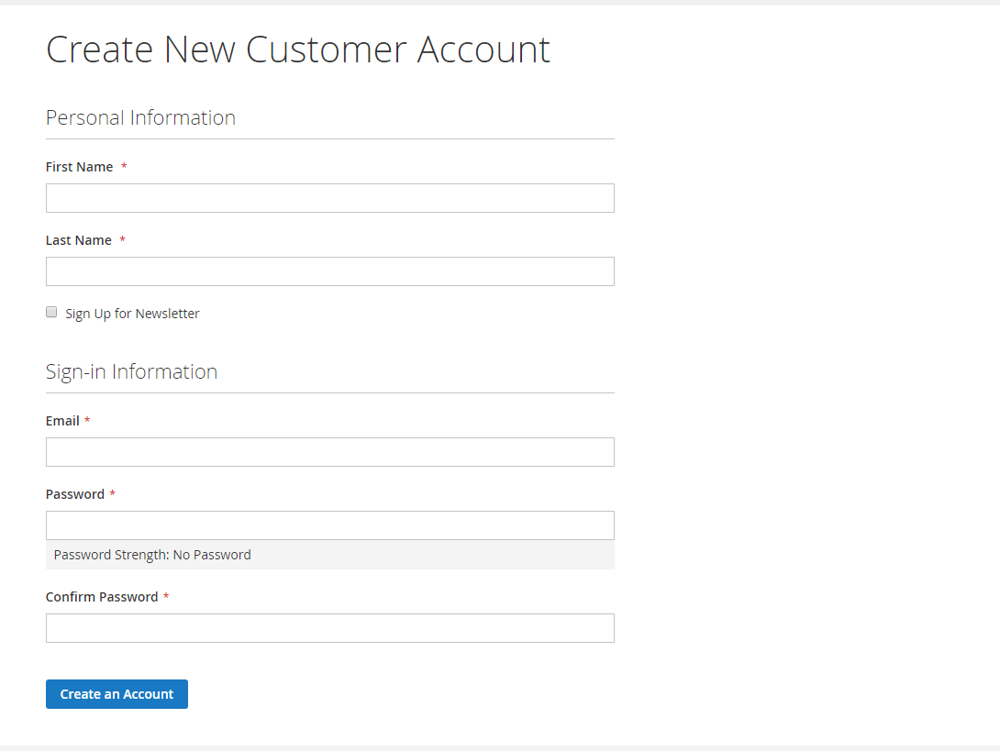 Create New Customer Account
Personal Information
First Name *
Last Name *
Sign Up for Newsletter
Sign-in Information
Email *
Password *
Password Strength: No Password
Confirm Password *
Create an Account